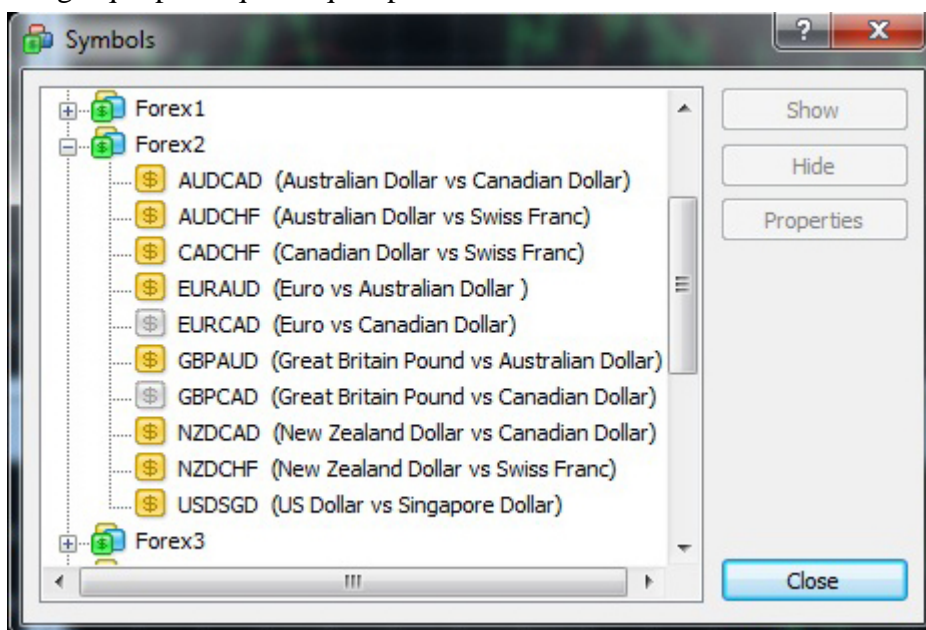 Symbols
Forex1
Forex2
AUDCAD (Australian Dollar vs Canadian Dollar)
AUDCHF (Australian Dollar vs Swiss Franc)
CADCHF (Canadian Dollar vs Swiss Franc)
EURAUD (Euro vs Australian Dollar )
EURCAD (Euro vs Canadian Dollar)
GBPAUD (Great Britain Pound vs Australian Dollar)
GBPCAD (Great Britain Pound vs Canadian Dollar)
NZDCAD (New Zealand Dollar vs Canadian Dollar)
NZDCHF (New Zealand Dollar vs Swiss Franc)
USDSGD (US Dollar vs Singapore Dollar)
Forex3
Show
Hide
Properties
Close